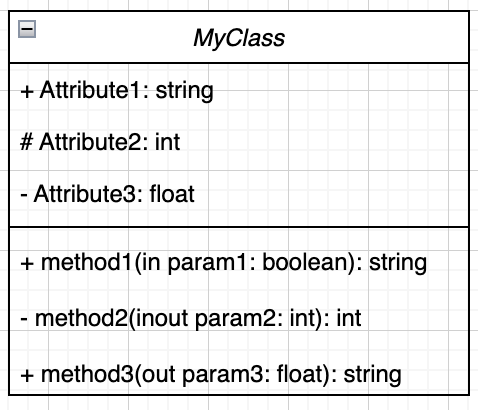 MyClass
+ Attribute1: string
# Attribute2: int
- Attribute3: float
+ method1(in param1: boolean): string
- method2(inout param2: int): int
+ method3(out param3: float): string